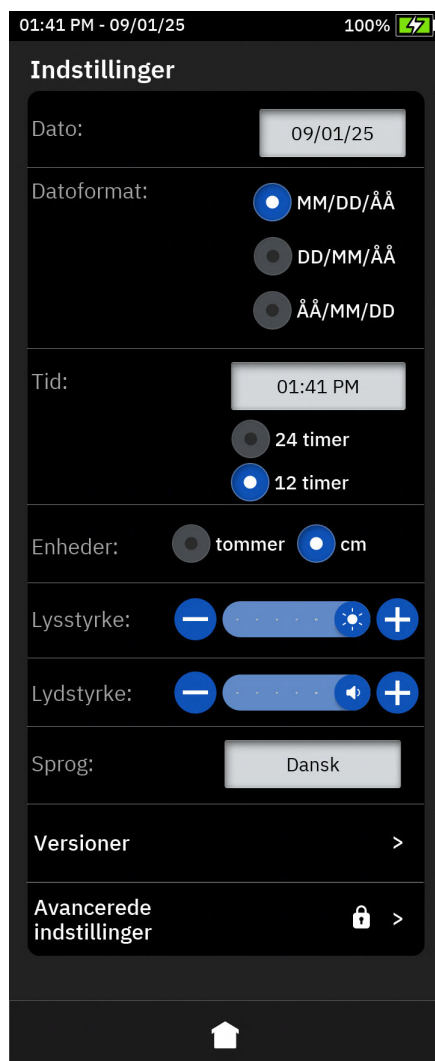 01:41 PM - 09/01/25 100%
Indstillinger
Dato: 09/01/25
Datoformat: MM/DD/ÅÅ
DD/MM/ÅÅ
ÅÅ/MM/DD
Tid: 01:41 PM
24 timer
12 timer
Enheder: tommer cm
Lysstyrke:
Lydstyrke:
Sprog: Dansk
Versioner >
Avancerede
indstillinger >